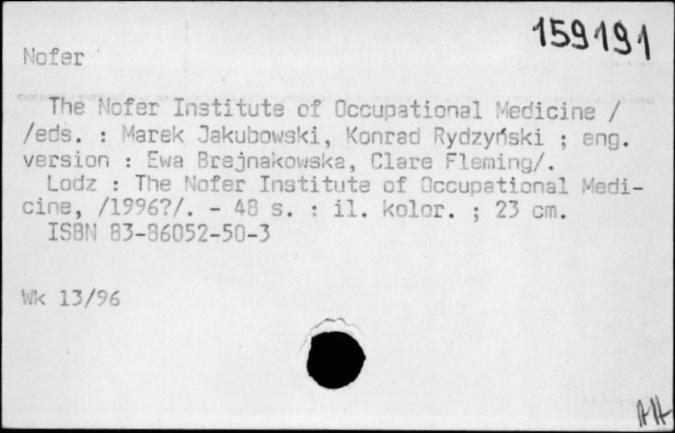 159191
Nofer
The Nofer Institute of Occupational Medicine /
/eds. : Marek Jakubowski, Konrad Rydzyński ; eng.
version : Ewa Brejnakowska, Clare Fleming/.
Lodz : The Nofer Institute of Occupational Medi-
cine, /1996?/. - 48 s. : il. kolor. ; 23 cm.
ISBN 83-86052-50-3
Wk 13/96